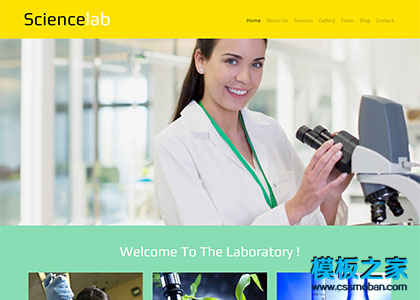 Sciencelab
Home About Us Services Gallery Team Blog Contact
Welcome To The Laboratory !
模板之家
www.cssmoban.com